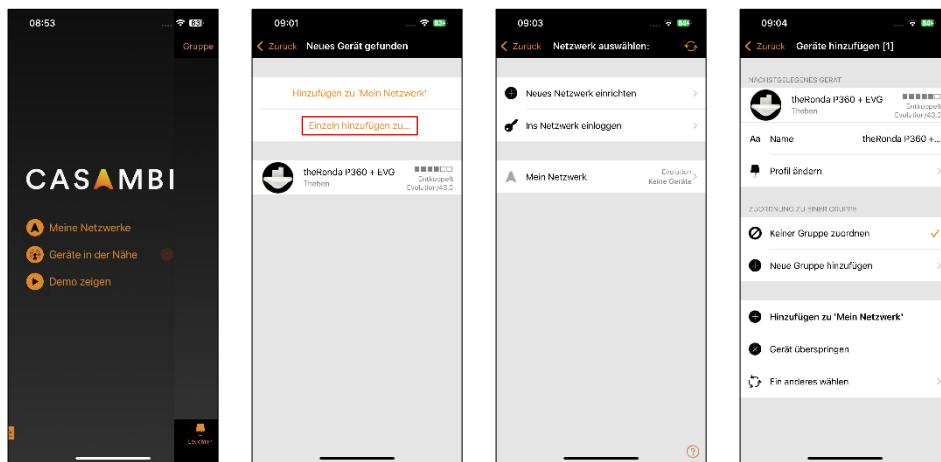 08:53
63
Gruppe
CASAMBI
Meine Netzwerke
Geräte in der Nähe
Demo zeigen
Leuchten
09:01
Zurück
Neues Gerät gefunden
Hinzufügen zu 'Mein Netzwerk'
Einzeln hinzufügen zu...
theRonda P360 + EVG
Theben
Entkoppelt
Evolution/43.0
09:03
Zurück
Netzwerk auswählen:
Neues Netzwerk einrichten
Ins Netzwerk einloggen
Mein Netzwerk
Evolution
Keine Geräte
09:04
Zurück
Geräte hinzufügen [1]
NÄCHSTGELEGENES GERÄT
theRonda P360 + EVG
Theben
Entkoppelt
Evolution/43.0
Aa Name
theRonda P360 +...
Profil ändern
ZUORDNUNG ZU EINER GRUPPE
Keiner Gruppe zuordnen
Neue Gruppe hinzufügen
Hinzufügen zu 'Mein Netzwerk'
Gerät überspringen
Ein anderes wählen